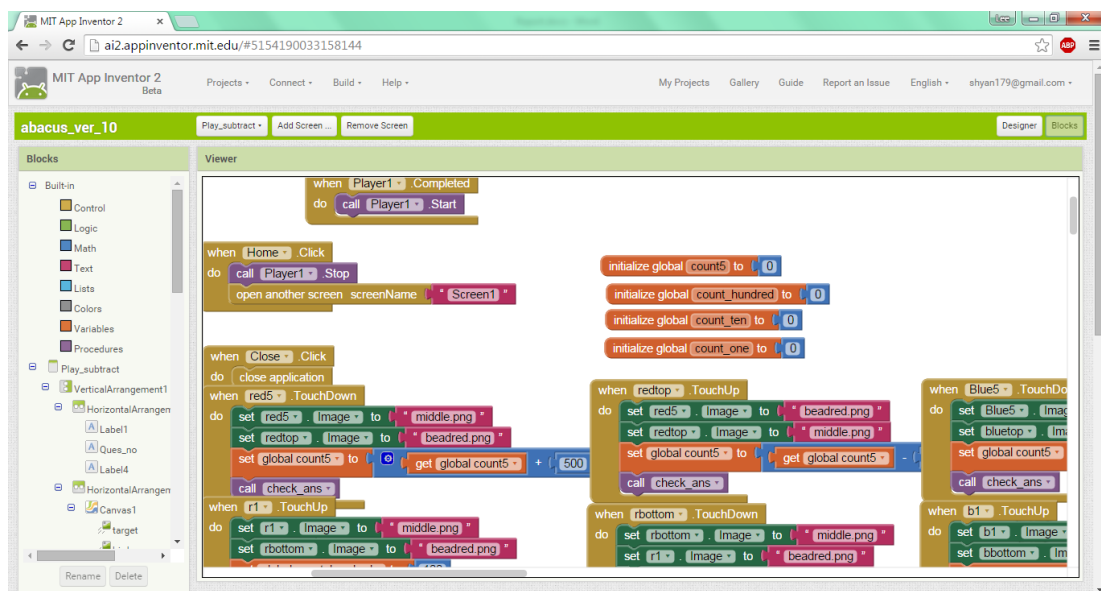 MIT App Inventor 2
ai2.appinventor.mit.edu/#5154190033158144
ABP
MIT App Inventor 2
Beta
Projects Connect Build Help My Projects Gallery Guide Report an Issue English shyan179@gmail.com
abacus_ver_10 Play_subtract Add Screen ... Remove Screen Designer Blocks
Blocks Viewer
Built-in
Control
Logic
Math
Text
Lists
Colors
Variables
Procedures
Play_subtract
VerticalArrangement1
HorizontalArrangem
Label1
Ques_no
Label4
HorizontalArrangem
Canvas1
target
Rename Delete
when Player1 .Completed
do call Player1 .Start
when Home .Click
do call Player1 .Stop
open another screen screenName " Screen1 "
initialize global count5 to 0
initialize global count_hundred to 0
initialize global count_ten to 0
initialize global count_one to 0
when Close .Click
do close application
when red5 .TouchDown
do set red5 . Image to " middle.png "
set redtop . Image to " beadred.png "
set global count5 to get global count5 + 500
call check_ans
when redtop .TouchUp
do set red5 . Image to " beadred.png "
set redtop . Image to " middle.png "
set global count5 to get global count5 -
call check_ans
when Blue5 .TouchDo
do set Blue5 . Imag
set bluetop . Im
set global count5
call check_ans
when r1 .TouchUp
do set r1 . Image to " middle.png "
set rbottom . Image to " beadred.png "
when rbottom .TouchDown
do set rbottom . Image to " middle.png "
set r1 . Image to " beadred.png "
when b1 .TouchUp
do set b1 . Image
set bbottom . Im